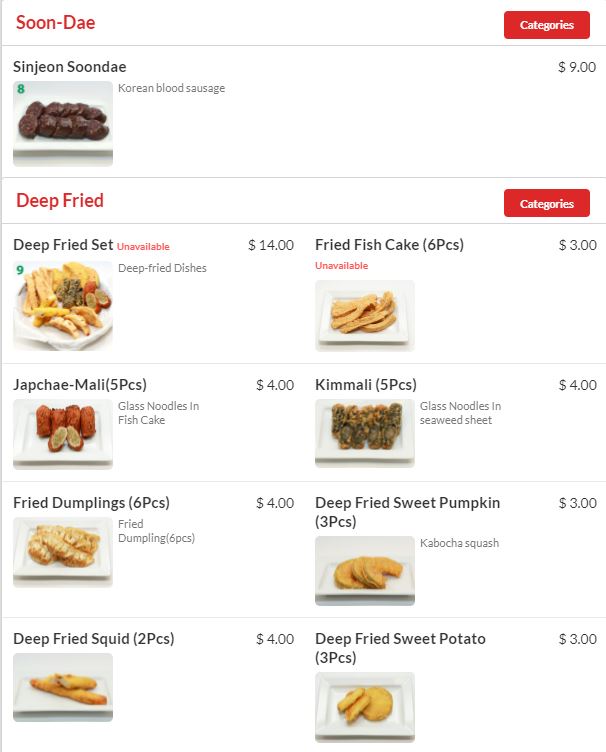 Soon-Dae
Categories
Sinjeon Soondae
$ 9.00
8
Korean blood sausage
Deep Fried
Categories
Deep Fried Set Unavailable
$ 14.00
9
Deep-fried Dishes
Fried Fish Cake (6Pcs)
$ 3.00
Unavailable
Japchae-Mali(5Pcs)
$ 4.00
Glass Noodles In
Fish Cake
Kimmali (5Pcs)
$ 4.00
Glass Noodles In
seaweed sheet
Fried Dumplings (6Pcs)
$ 4.00
Fried
Dumpling(6pcs)
Deep Fried Sweet Pumpkin
(3Pcs)
$ 3.00
Kabocha squash
Deep Fried Squid (2Pcs)
$ 4.00
Deep Fried Sweet Potato
(3Pcs)
$ 3.00